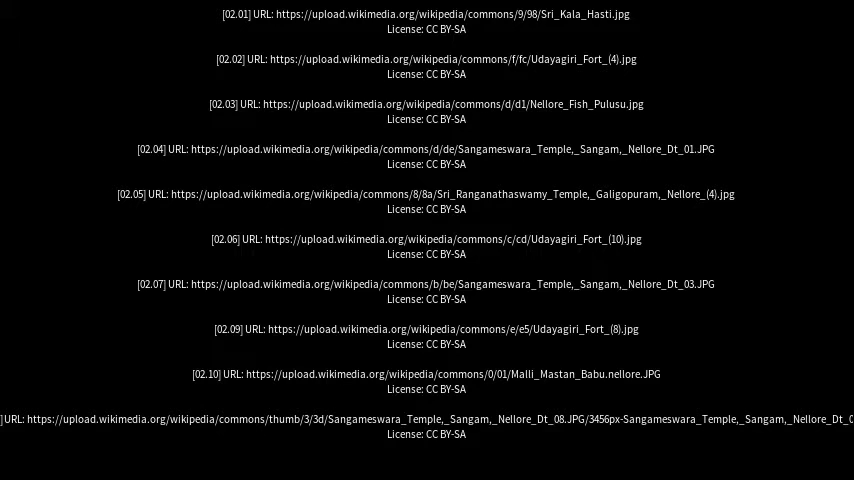 [02.01] URL: https://upload.wikimedia.org/wikipedia/commons/9/98/Sri_Kala_Hasti.jpg
License: CC BY-SA
[02.02] URL: https://upload.wikimedia.org/wikipedia/commons/f/fc/Udayagiri_Fort_(4).jpg
License: CC BY-SA
[02.03] URL: https://upload.wikimedia.org/wikipedia/commons/d/d1/Nellore_Fish_Pulusu.jpg
License: CC BY-SA
[02.04] URL: https://upload.wikimedia.org/wikipedia/commons/d/de/Sangameswara_Temple,_Sangam,_Nellore_Dt_01.JPG
License: CC BY-SA
[02.05] URL: https://upload.wikimedia.org/wikipedia/commons/8/8a/Sri_Ranganathaswamy_Temple,_Galigopuram,_Nellore_(4).jpg
License: CC BY-SA
[02.06] URL: https://upload.wikimedia.org/wikipedia/commons/c/cd/Udayagiri_Fort_(10).jpg
License: CC BY-SA
[02.07] URL: https://upload.wikimedia.org/wikipedia/commons/b/be/Sangameswara_Temple,_Sangam,_Nellore_Dt_03.JPG
License: CC BY-SA
[02.09] URL: https://upload.wikimedia.org/wikipedia/commons/e/e5/Udayagiri_Fort_(8).jpg
License: CC BY-SA
[02.10] URL: https://upload.wikimedia.org/wikipedia/commons/0/01/Malli_Mastan_Babu.nellore.JPG
License: CC BY-SA
] URL: https://upload.wikimedia.org/wikipedia/commons/thumb/3/3d/Sangameswara_Temple,_Sangam,_Nellore_Dt_08.JPG/3456px-Sangameswara_Temple,_Sangam,_Nellore_Dt_0
License: CC BY-SA